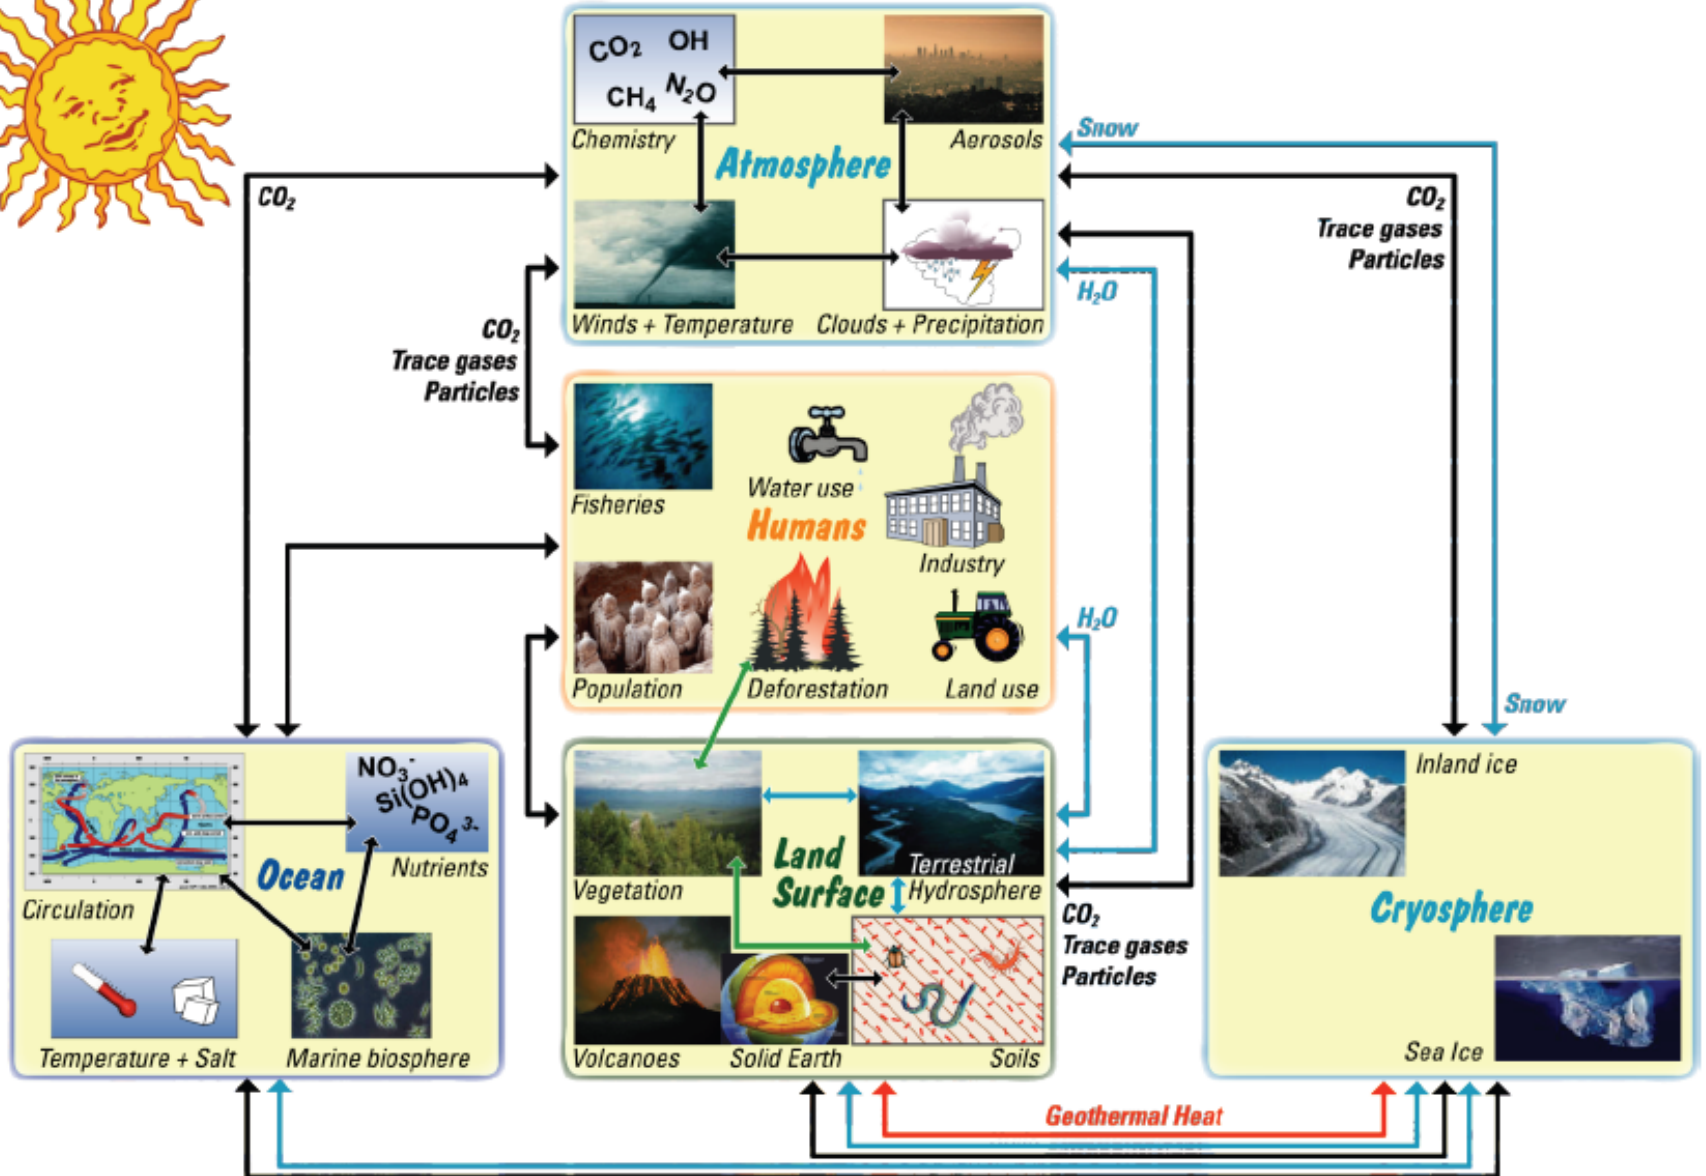 CO₂ OH
CH₄ N₂O
Chemistry
Aerosols
Atmosphere
Winds + Temperature
Clouds + Precipitation
Snow
CO₂
CO₂
Trace gases
Particles
H₂O
CO₂
Trace gases
Particles
Fisheries
Water use
Humans
Industry
Population
Deforestation
Land use
H₂O
Snow
NO₃⁻
Si(OH)₄
PO₄³⁻
Nutrients
Ocean
Circulation
Temperature + Salt
Marine biosphere
Vegetation
Land
Surface
Terrestrial
Hydrosphere
Volcanoes
Solid Earth
Soils
CO₂
Trace gases
Particles
Inland ice
Cryosphere
Sea Ice
Geothermal Heat